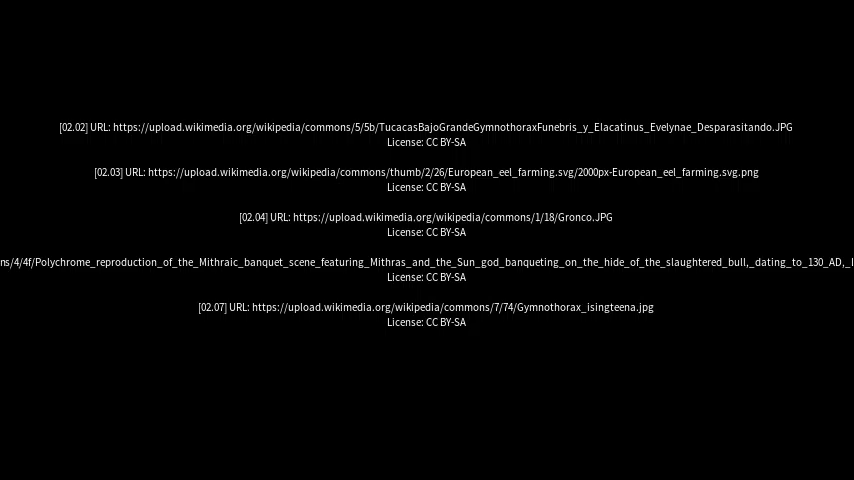 [02.02] URL: https://upload.wikimedia.org/wikipedia/commons/5/5b/TucacasBajoGrandeGymnothoraxFunebris_y_Elacatinus_Evelynae_Desparasitando.JPG
License: CC BY-SA
[02.03] URL: https://upload.wikimedia.org/wikipedia/commons/thumb/2/26/European_eel_farming.svg/2000px-European_eel_farming.svg.png
License: CC BY-SA
[02.04] URL: https://upload.wikimedia.org/wikipedia/commons/1/18/Gronco.JPG
License: CC BY-SA
ns/4/4f/Polychrome_reproduction_of_the_Mithraic_banquet_scene_featuring_Mithras_and_the_Sun_god_banqueting_on_the_hide_of_the_slaughtered_bull,_dating_to_130_AD,_
License: CC BY-SA
[02.07] URL: https://upload.wikimedia.org/wikipedia/commons/7/74/Gymnothorax_isingteena.jpg
License: CC BY-SA